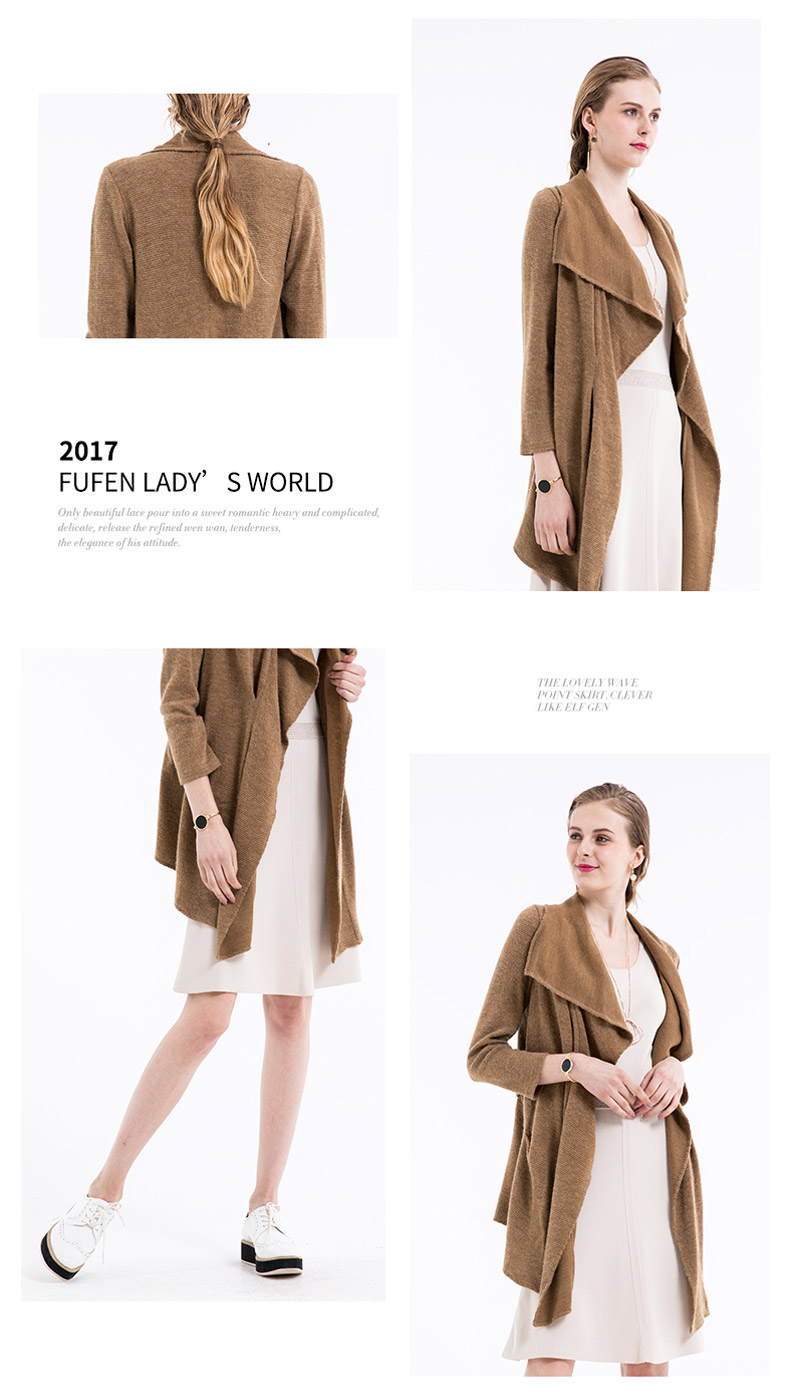 2017
FUFEN LADY’S WORLD
Only beautiful lace pour into a sweet romantic heavy and complicated,
delicate, release the refined wen wan, tenderness,
the elegance of his attitude.
THE LOVELY WAVE
POINT SKIRT, CLEVER
LIKE ELF GEN